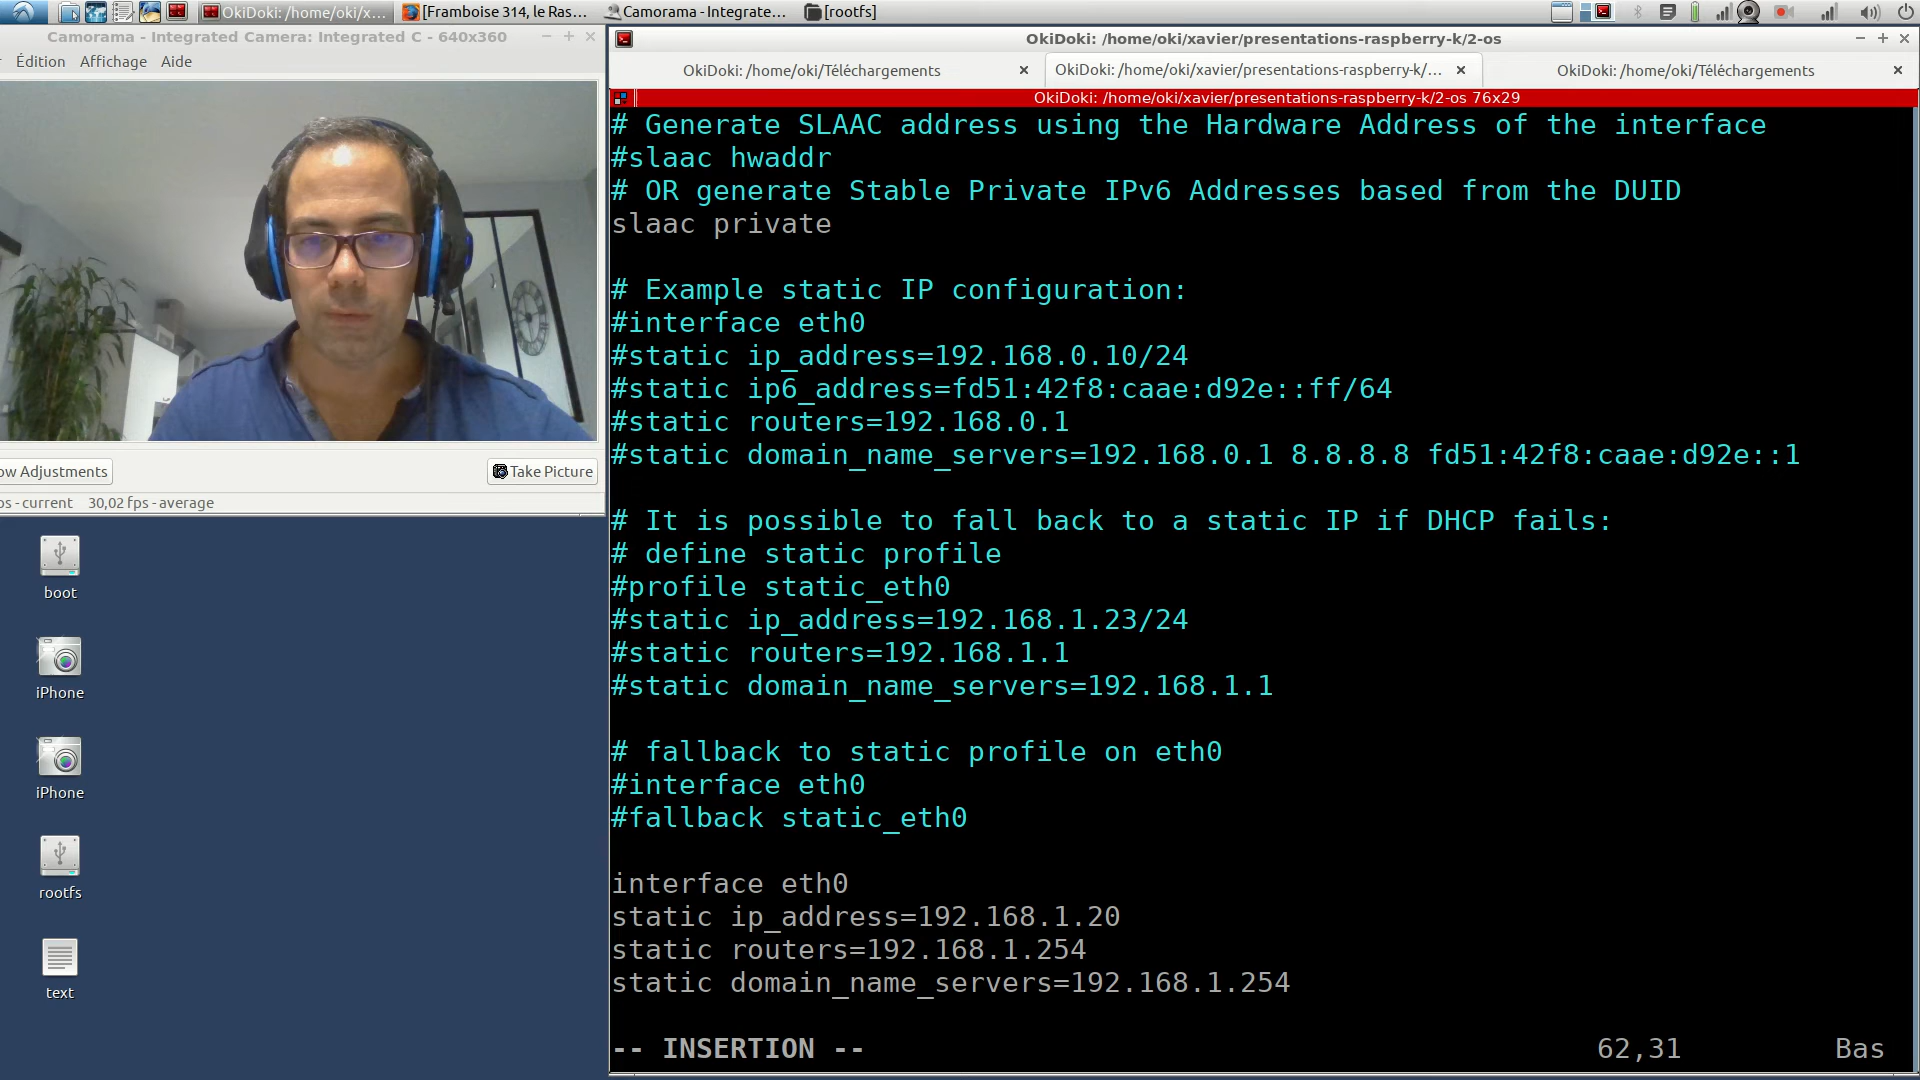 OkiDoki: /home/oki/x...
[Framboise 314, le Ras...
Camorama - Integrate...
[rootfs]
Camorama - Integrated Camera: Integrated C - 640x360
Édition Affichage Aide
ow Adjustments
Take Picture
ps - current 30,02 fps - average
boot
iPhone
iPhone
rootfs
text
OkiDoki: /home/oki/xavier/presentations-raspberry-k/2-os
OkiDoki: /home/oki/Téléchargements
OkiDoki: /home/oki/xavier/presentations-raspberry-k/...
OkiDoki: /home/oki/Téléchargements
OkiDoki: /home/oki/xavier/presentations-raspberry-k/2-os 76x29
# Generate SLAAC address using the Hardware Address of the interface
#slaac hwaddr
# OR generate Stable Private IPv6 Addresses based from the DUID
slaac private
# Example static IP configuration:
#interface eth0
#static ip_address=192.168.0.10/24
#static ip6_address=fd51:42f8:caae:d92e::ff/64
#static routers=192.168.0.1
#static domain_name_servers=192.168.0.1 8.8.8.8 fd51:42f8:caae:d92e::1
# It is possible to fall back to a static IP if DHCP fails:
# define static profile
#profile static_eth0
#static ip_address=192.168.1.23/24
#static routers=192.168.1.1
#static domain_name_servers=192.168.1.1
# fallback to static profile on eth0
#interface eth0
#fallback static_eth0
interface eth0
static ip_address=192.168.1.20
static routers=192.168.1.254
static domain_name_servers=192.168.1.254
-- INSERTION -- 62,31 Bas